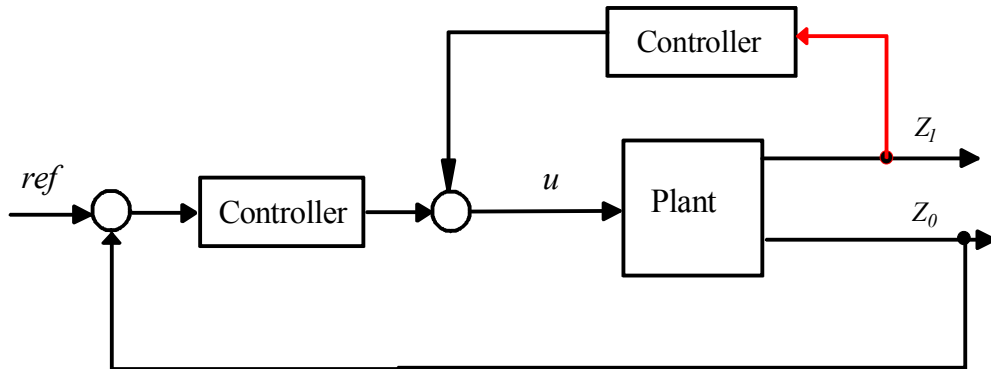 Controller
Z1
ref
Controller
u
Plant
Z0